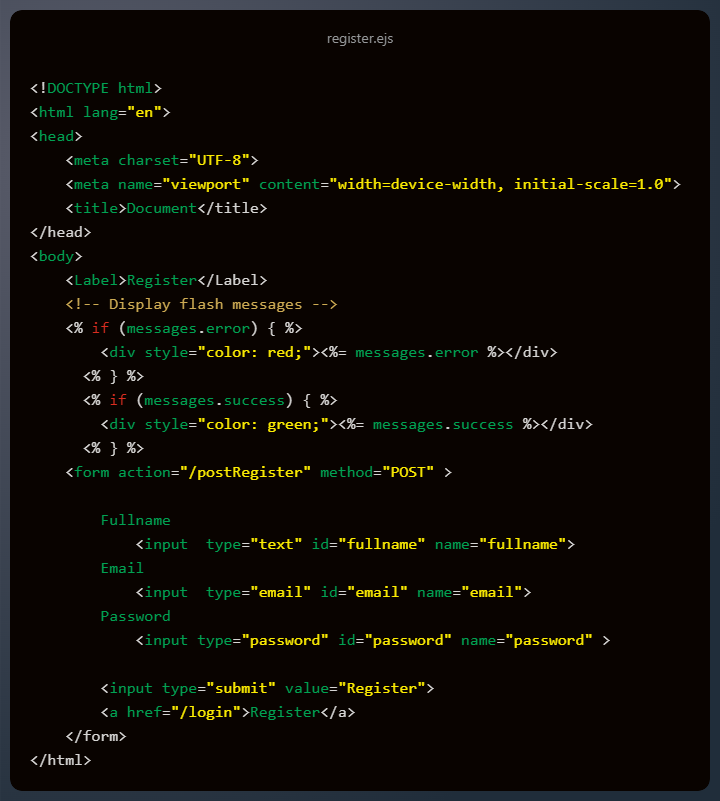 register.ejs
<!DOCTYPE html>
<html lang="en">
<head>
    <meta charset="UTF-8">
    <meta name="viewport" content="width=device-width, initial-scale=1.0">
    <title>Document</title>
</head>
<body>
    <Label>Register</Label>
    <!-- Display flash messages -->
    <% if (messages.error) { %>
        <div style="color: red;"><%= messages.error %></div>
      <% } %>
      <% if (messages.success) { %>
        <div style="color: green;"><%= messages.success %></div>
      <% } %>
    <form action="/postRegister" method="POST" >
        Fullname
            <input  type="text" id="fullname" name="fullname">
        Email
            <input  type="email" id="email" name="email">
        Password
            <input type="password" id="password" name="password" >
        <input type="submit" value="Register">
        <a href="/login">Register</a>
    </form>
</html>